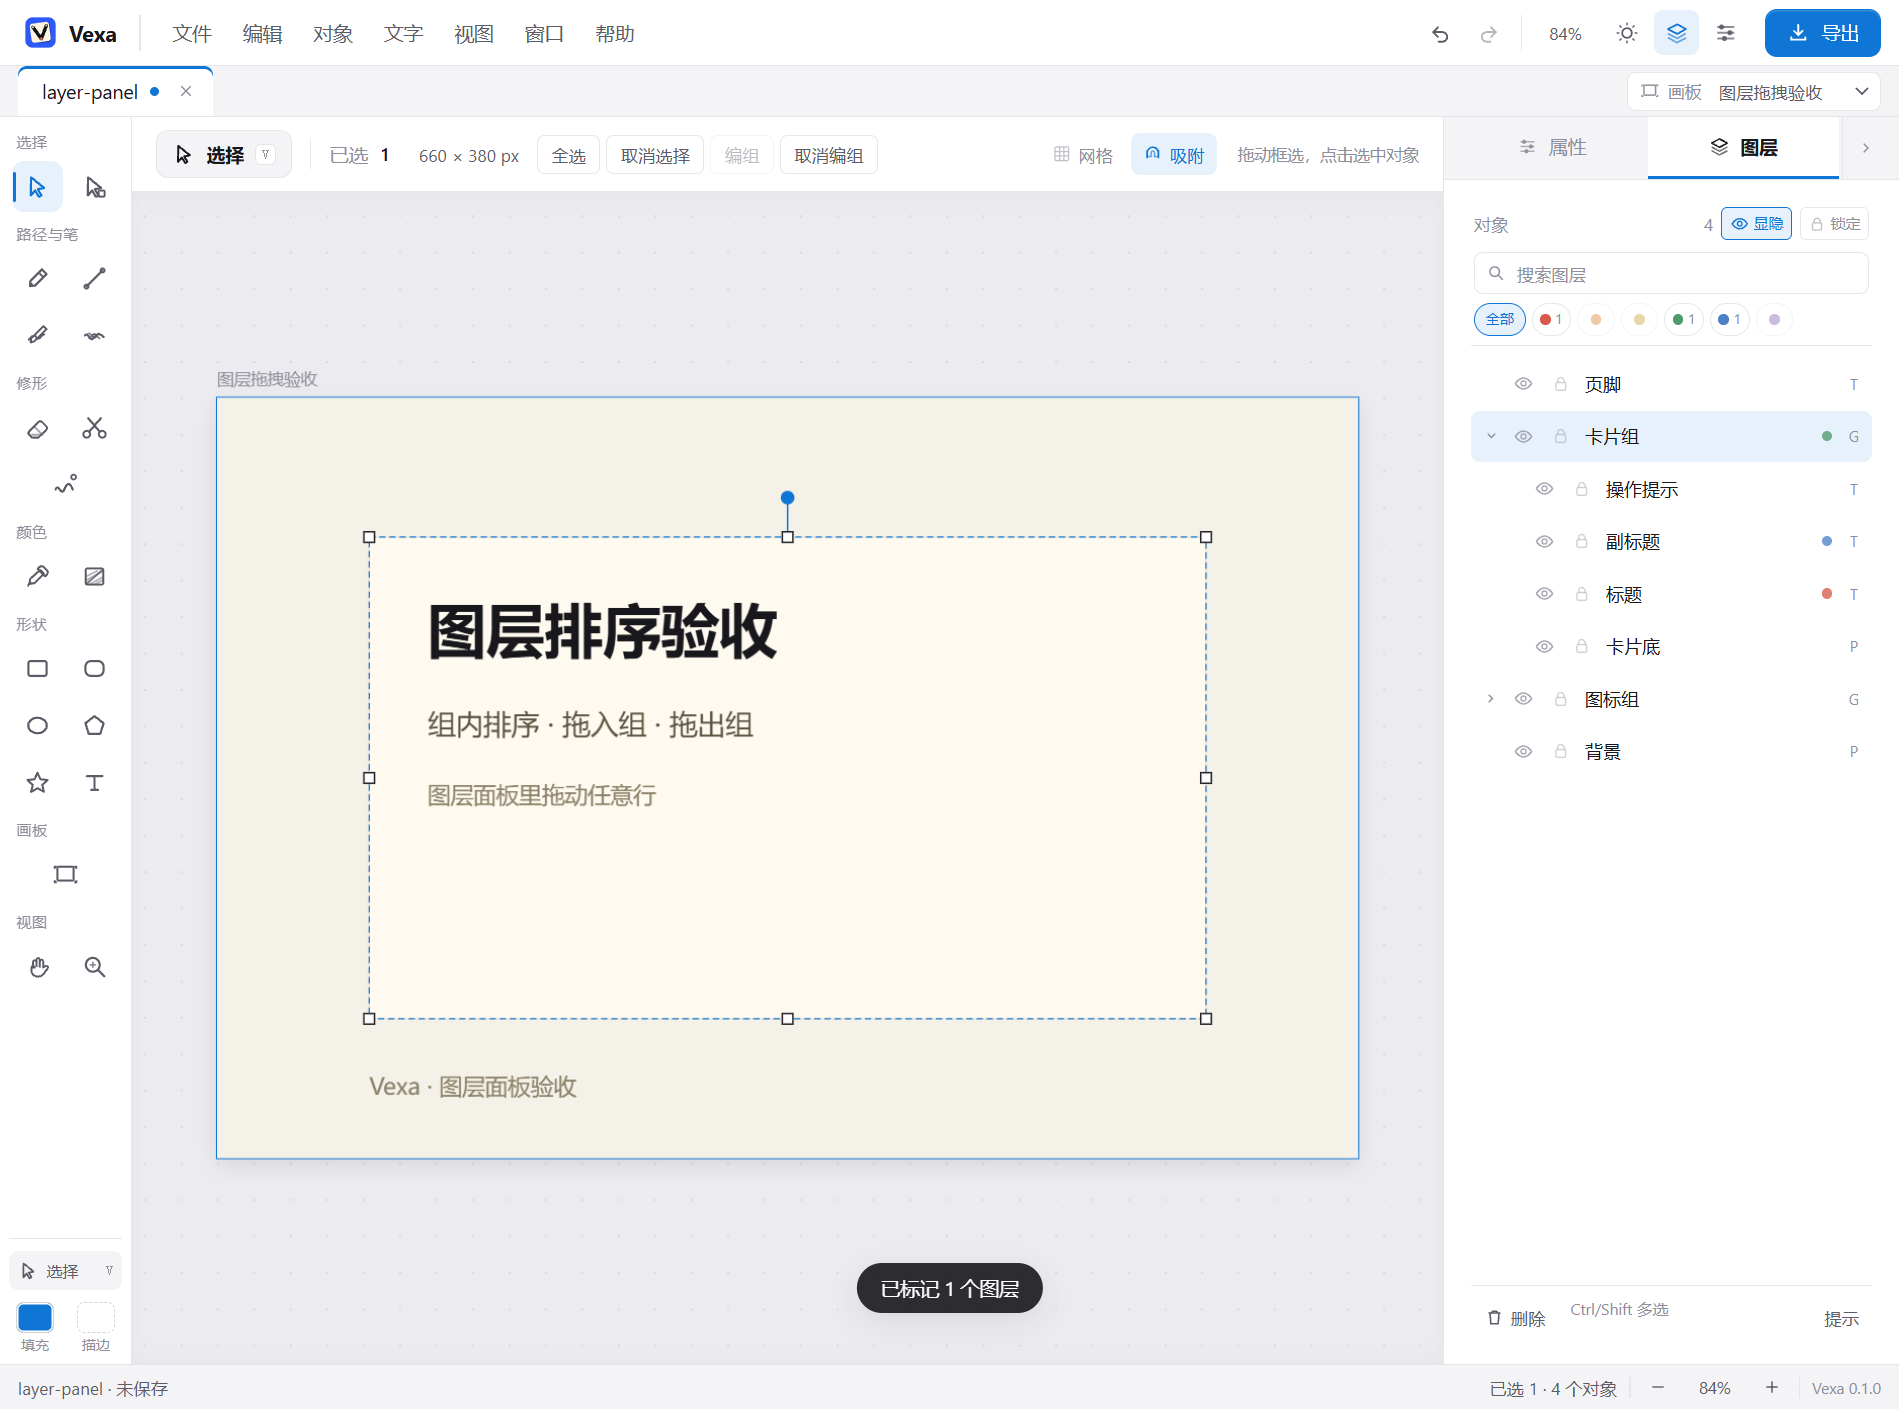 Vexa
文件 编辑 对象 文字 视图 窗口 帮助
84%
导出
layer-panel
画板 图层拖拽验收
选择
选择 V
已选 1 660 × 380 px
全选 取消选择 编组 取消编组
网格 吸附 拖动框选，点击选中对象
属性 图层
路径与笔
修形
颜色
形状
画板
视图
选择 V
填充 描边
图层拖拽验收
图层排序验收
组内排序 · 拖入组 · 拖出组
图层面板里拖动任意行
Vexa · 图层面板验收
已标记 1 个图层
对象 4 显隐 锁定
搜索图层
全部 1 1 1
页脚 T
卡片组 G
操作提示 T
副标题 T
标题 T
卡片底 P
图标组 G
背景 P
删除 Ctrl/Shift 多选 提示
layer-panel · 未保存
已选 1 · 4 个对象 84% Vexa 0.1.0